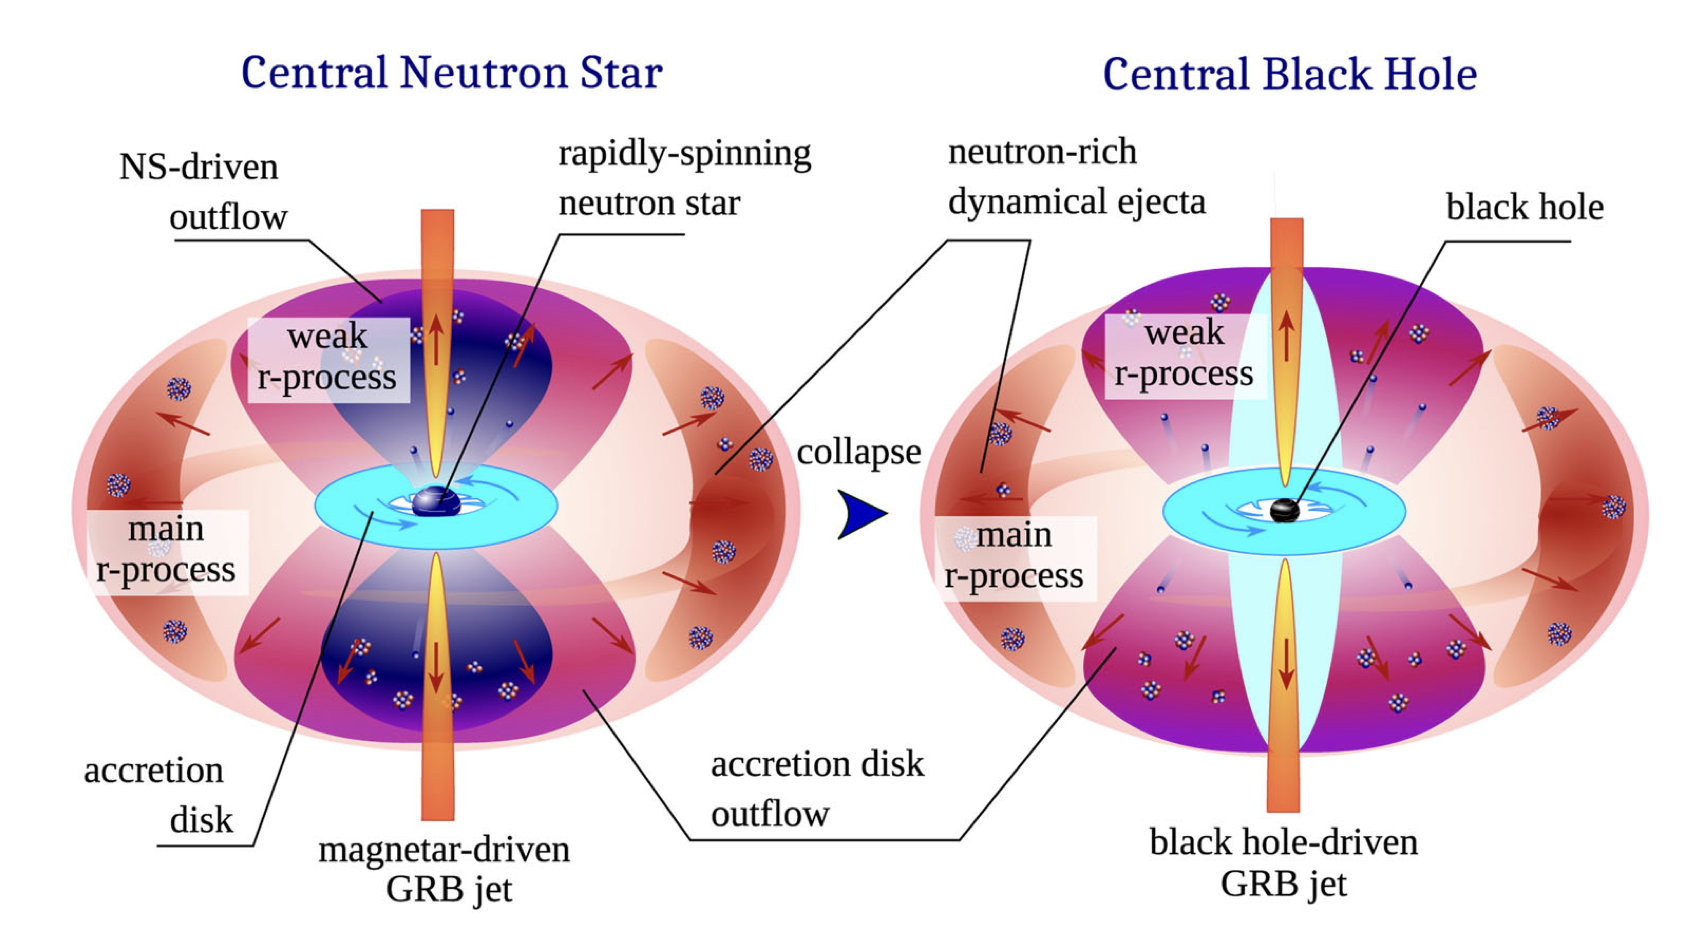 Central Neutron Star
Central Black Hole
NS-driven
outflow
rapidly-spinning
neutron star
neutron-rich
dynamical ejecta
black hole
weak
r-process
weak
r-process
collapse
main
r-process
main
r-process
accretion
disk
accretion disk
outflow
magnetar-driven
GRB jet
black hole-driven
GRB jet